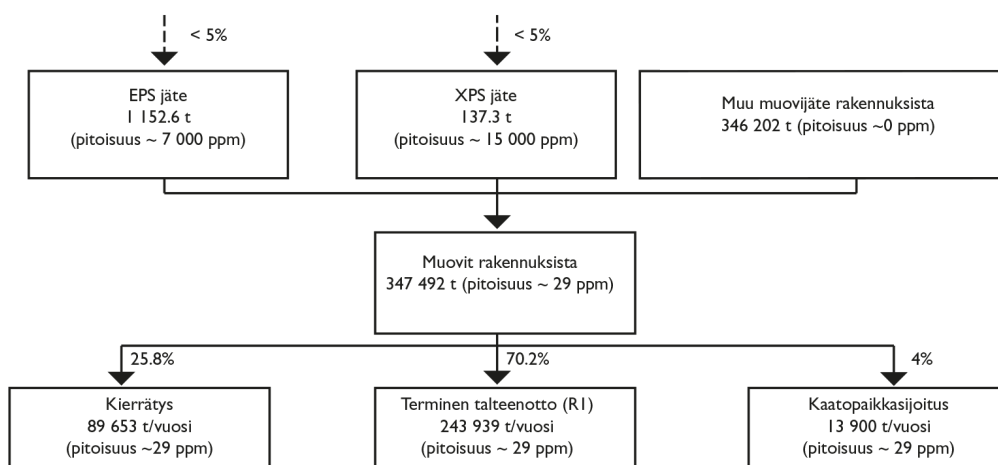 < 5%
< 5%
EPS jäte
1 152.6 t
(pitoisuus ~ 7 000 ppm)
XPS jäte
137.3 t
(pitoisuus ~ 15 000 ppm)
Muu muovijäte rakennuksista
346 202 t (pitoisuus ~0 ppm)
Muovit rakennuksista
347 492 t (pitoisuus ~ 29 ppm)
25.8%
70.2%
4%
Kierrätys
89 653 t/vuosi
(pitoisuus ~29 ppm)
Terminen talteenotto (R1)
243 939 t/vuosi
(pitoisuus ~ 29 ppm)
Kaatopaikkasijoitus
13 900 t/vuosi
(pitoisuus ~ 29 ppm)